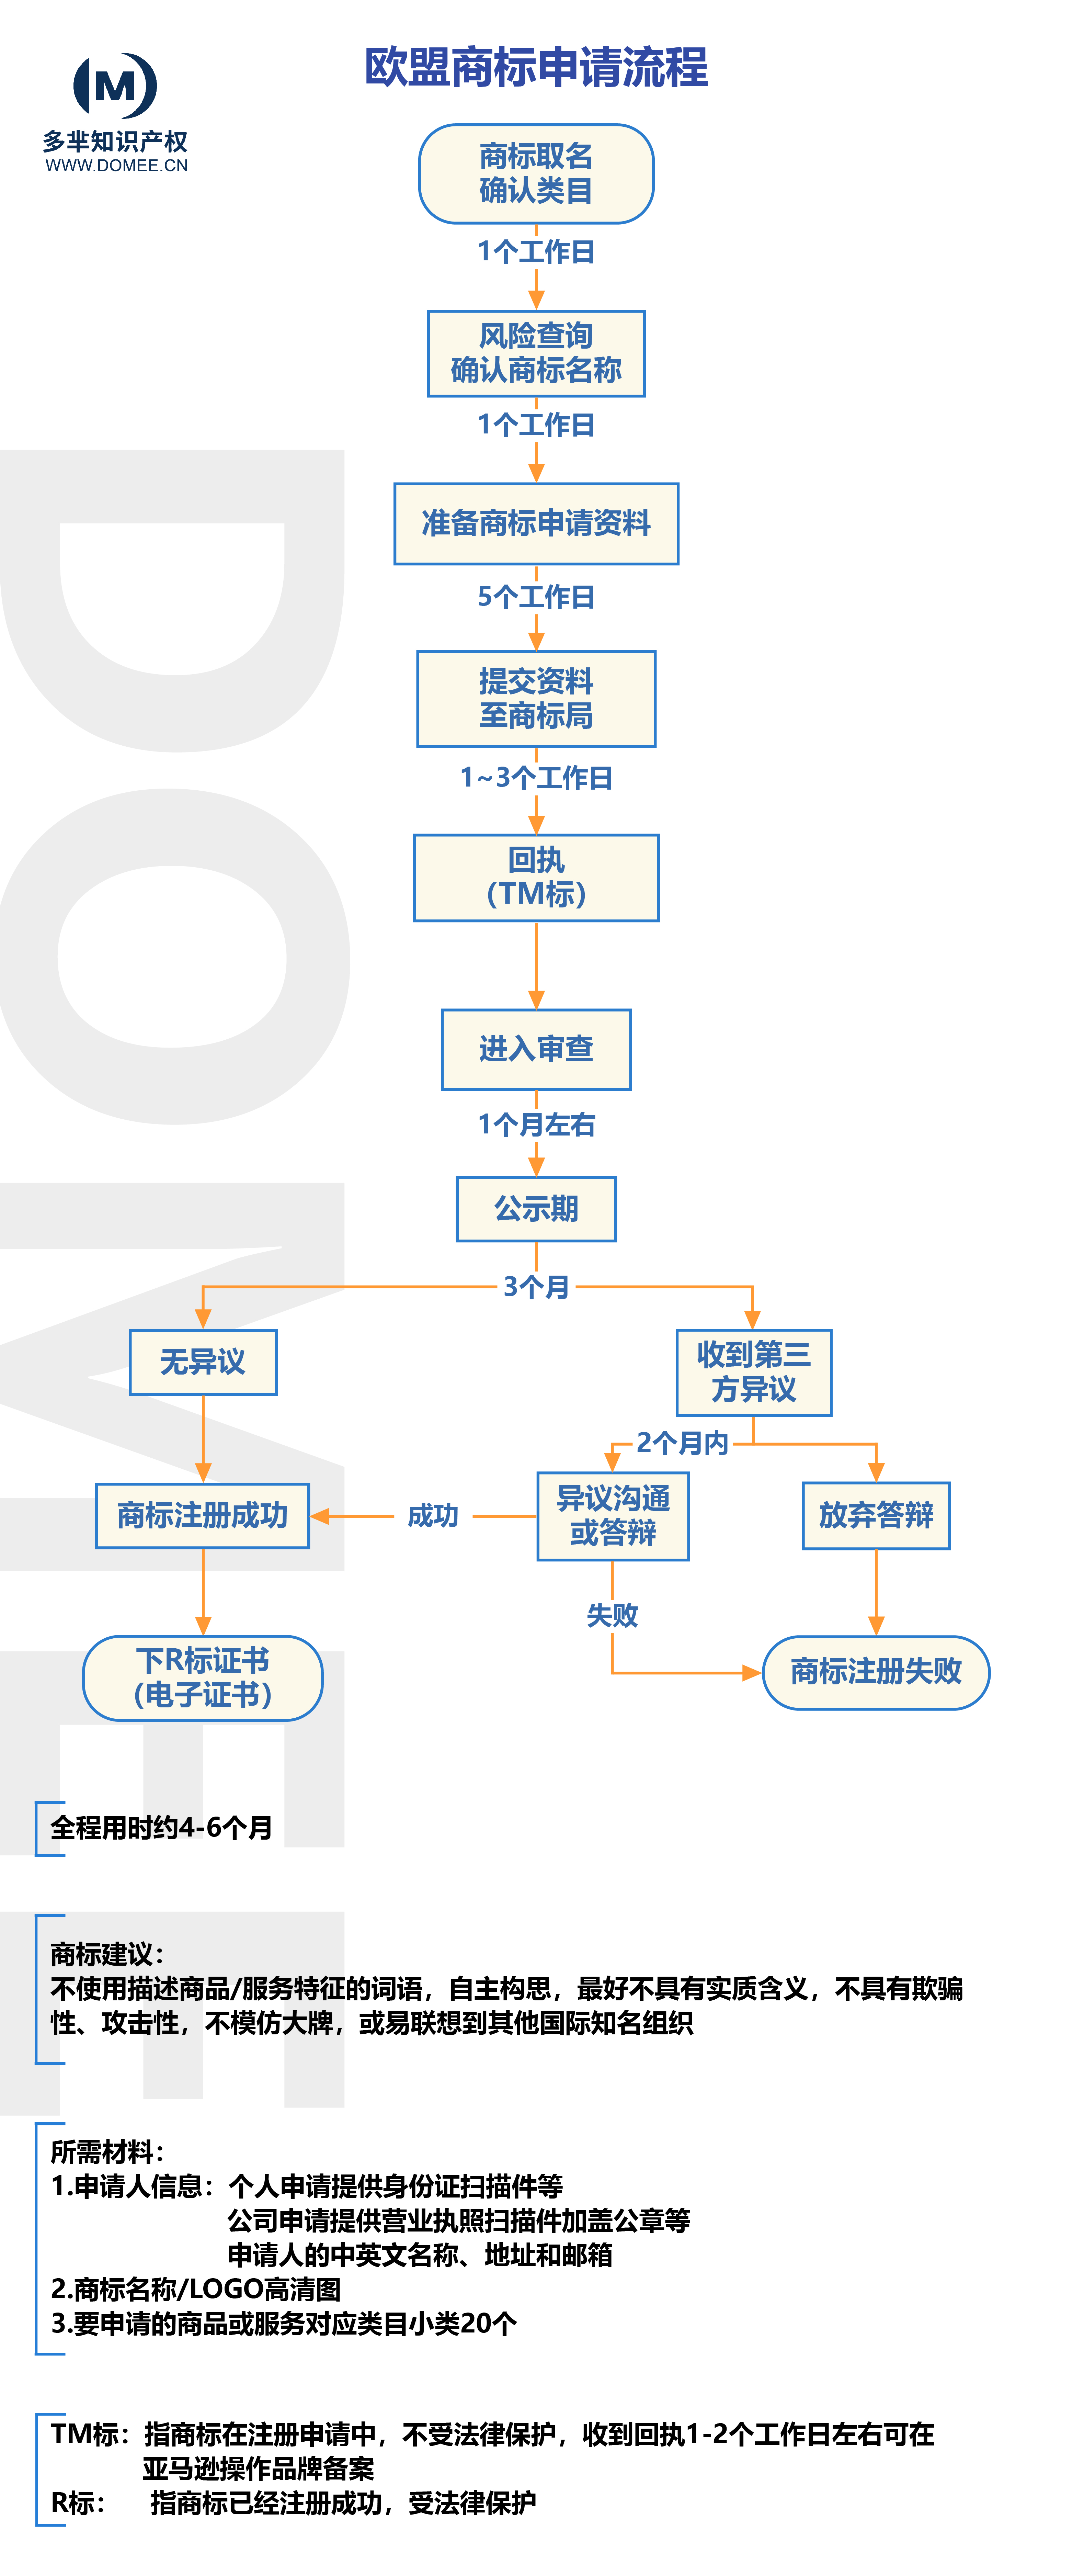 欧盟商标申请流程
M
多芈知识产权
WWW.DOMEE.CN
商标取名
确认类目
1个工作日
风险查询
确认商标名称
1个工作日
准备商标申请资料
5个工作日
提交资料
至商标局
1~3个工作日
回执
（TM标）
进入审查
1个月左右
公示期
3个月
无异议
收到第三
方异议
2个月内
商标注册成功
成功
异议沟通
或答辩
放弃答辩
失败
下R标证书
（电子证书）
商标注册失败
DOMEE
全程用时约4-6个月
商标建议：
不使用描述商品/服务特征的词语，自主构思，最好不具有实质含义，不具有欺骗
性、攻击性，不模仿大牌，或易联想到其他国际知名组织
所需材料：
1.申请人信息：个人申请提供身份证扫描件等
公司申请提供营业执照扫描件加盖公章等
申请人的中英文名称、地址和邮箱
2.商标名称/LOGO高清图
3.要申请的商品或服务对应类目小类20个
TM标：指商标在注册申请中，不受法律保护，收到回执1-2个工作日左右可在
亚马逊操作品牌备案
R标： 指商标已经注册成功，受法律保护